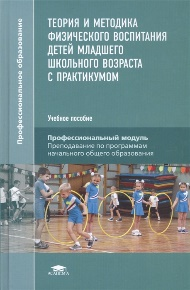 Профессиональное образование
ТЕОРИЯ И МЕТОДИКА
ФИЗИЧЕСКОГО ВОСПИТАНИЯ
ДЕТЕЙ МЛАДШЕГО
ШКОЛЬНОГО ВОЗРАСТА
С ПРАКТИКУМОМ
Учебное пособие
Профессиональный модуль
Преподавание по программам
начального общего образования
ACADEMA